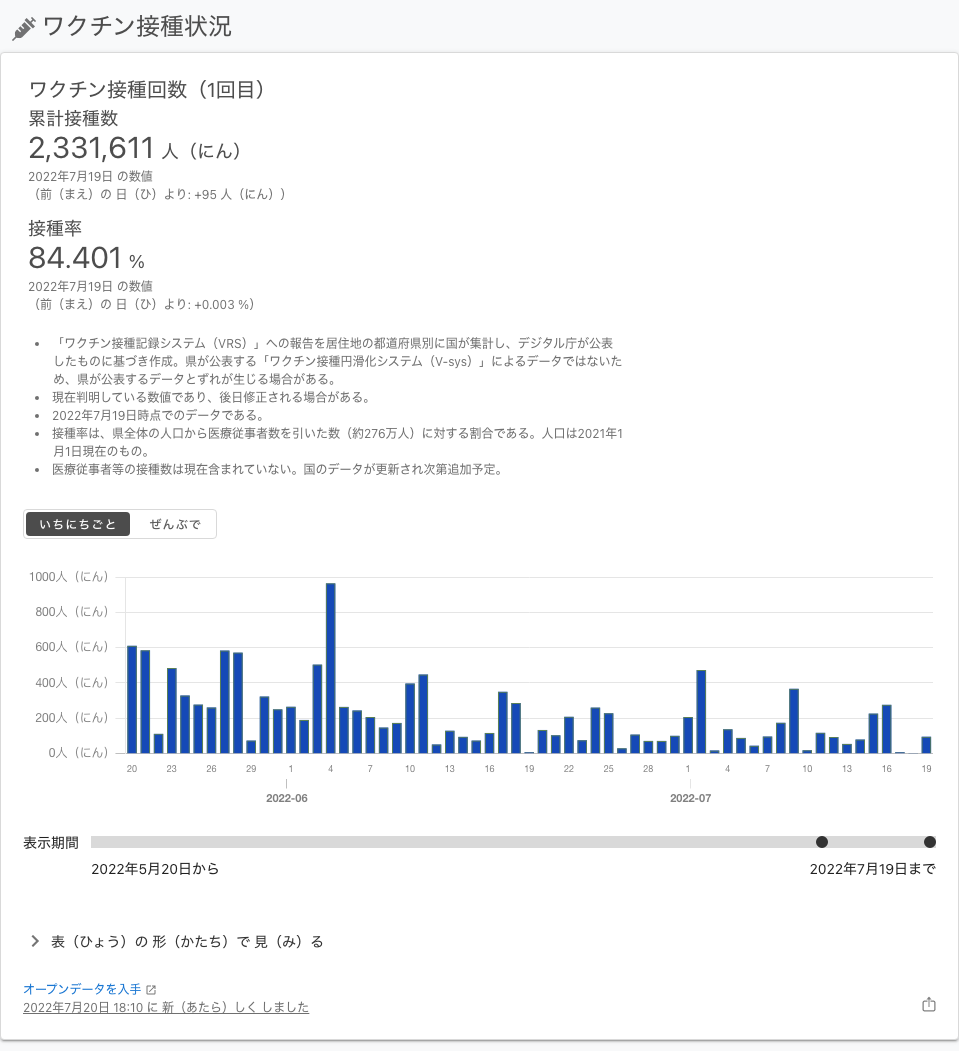 ワクチン接種状況
ワクチン接種回数（1回目）
累計接種数
2,331,611 人（にん）
2022年7月19日 の数値
（前（まえ）の 日（ひ）より: +95 人（にん））
接種率
84.401 %
2022年7月19日 の数値
（前（まえ）の 日（ひ）より: +0.003 %）
• 「ワクチン接種記録システム（VRS）」への報告を居住地の都道府県別に国が集計し、デジタル庁が公表
したものに基づき作成。県が公表する「ワクチン接種円滑化システム（V-sys）」によるデータではないた
め、県が公表するデータとずれが生じる場合がある。
• 現在判明している数値であり、後日修正される場合がある。
• 2022年7月19日時点でのデータである。
• 接種率は、県全体の人口から医療従事者数を引いた数（約276万人）に対する割合である。人口は2021年1
月1日現在のもの。
• 医療従事者等の接種数は現在含まれていない。国のデータが更新され次第追加予定。
いちにちごと ぜんぶで
1000人（にん）
800人（にん）
600人（にん）
400人（にん）
200人（にん）
0人（にん）
20 23 26 29 1 4 7 10 13 16 19 22 25 28 1 4 7 10 13 16 19
2022-06 2022-07
表示期間
2022年5月20日から 2022年7月19日まで
表（ひょう）の 形（かたち）で 見（み）る
オープンデータを入手
2022年7月20日 18:10 に 新（あたら）しく しました